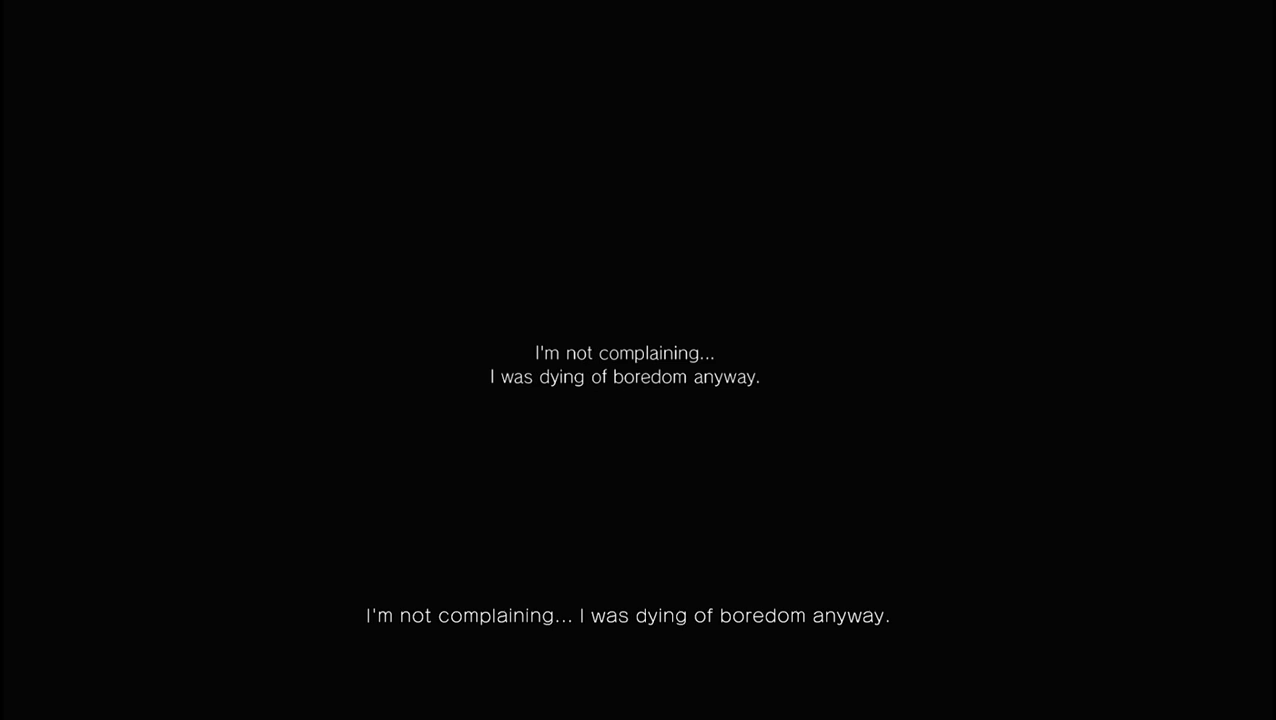 I'm not complaining...
I was dying of boredom anyway.
I'm not complaining... I was dying of boredom anyway.